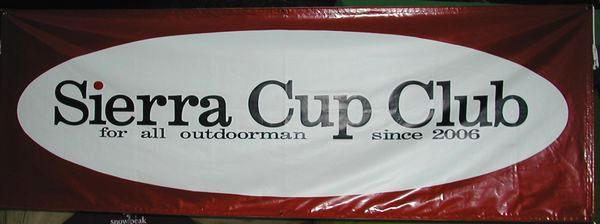 Sierra Cup Club
for all outdoorman since 2006
snow peak